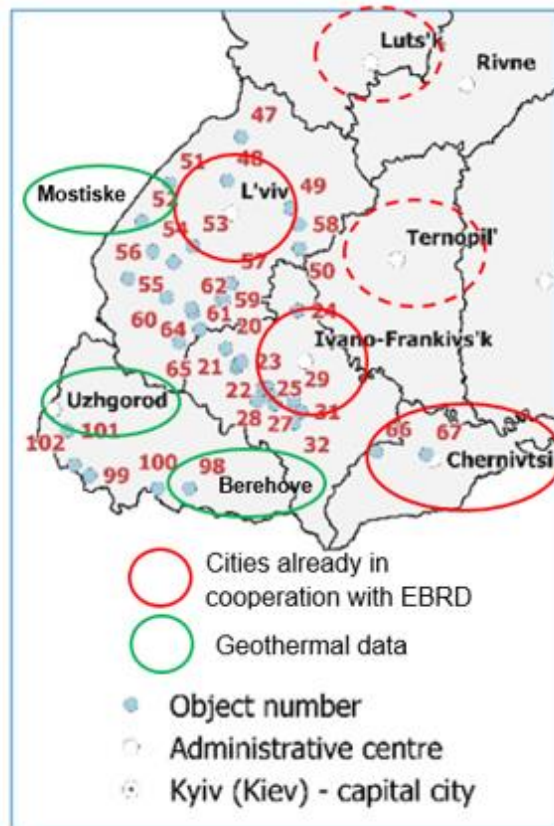 Luts'k
Rivne
47
51
48
Mostiske
52
L'viv
49
53
58
54
Ternopil'
56
57
50
55
62
59
24
60
61
20
Ivano-Frankivs'k
64
65
21
23
29
Uzhgorod
22
25
31
66
67
101
28
27
102
32
Chernivtsi
100
98
99
Berehove
Cities already in
cooperation with EBRD
Geothermal data
Object number
Administrative centre
Kyiv (Kiev) - capital city